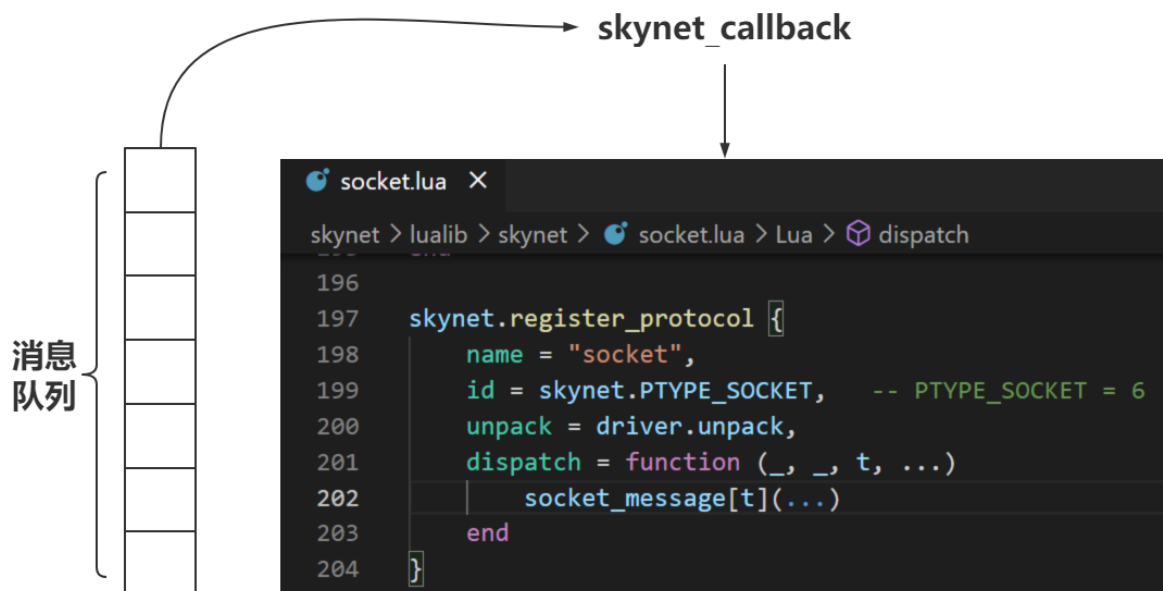 skynet_callback
消息
队列
socket.lua
skynet > lualib > skynet > socket.lua > Lua > dispatch
196
197 skynet.register_protocol {
198 name = "socket",
199 id = skynet.PTYPE_SOCKET, -- PTYPE_SOCKET = 6
200 unpack = driver.unpack,
201 dispatch = function (_, _, t, ...)
202 socket_message[t](...)
203 end
204 }